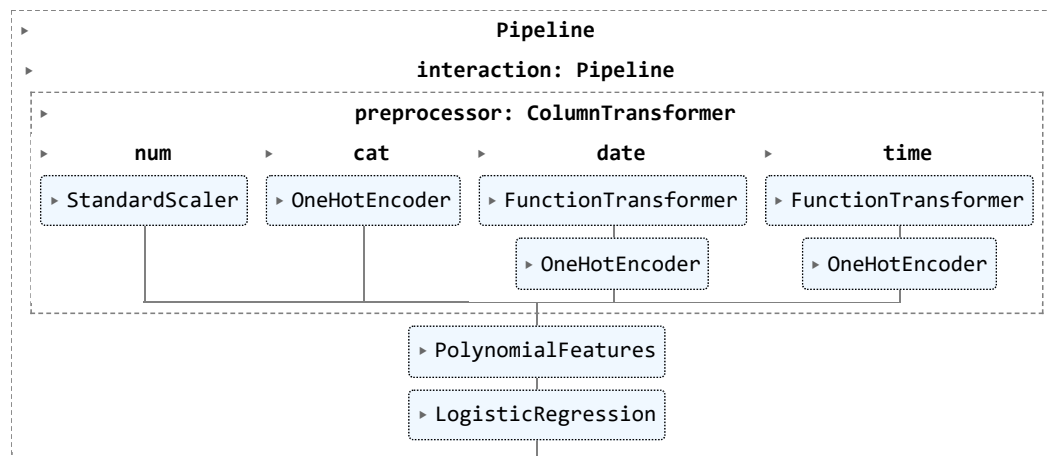 Pipeline
interaction: Pipeline
preprocessor: ColumnTransformer
num cat date time
StandardScaler OneHotEncoder FunctionTransformer FunctionTransformer
OneHotEncoder OneHotEncoder
PolynomialFeatures
LogisticRegression